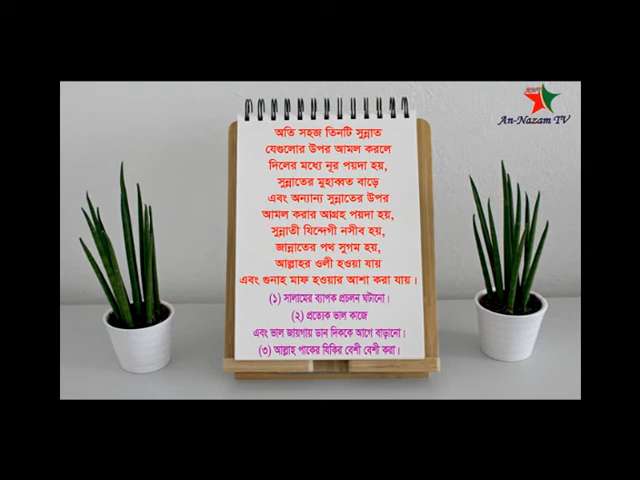 An-Nazam TV
অতি সহজ তিনটি সুন্নাত
যেগুলোর উপর আমল করলে
দিলের মধ্যে নূর পয়দা হয়,
সুন্নাতের মুহাব্বত বাড়ে
এবং অন্যান্য সুন্নাতের উপর
আমল করার আগ্রহ পয়দা হয়,
সুন্নাতী যিন্দেগী নসীব হয়,
জান্নাতের পথ সুগম হয়,
আল্লাহর ওলী হওয়া যায়
এবং গুনাহ মাফ হওয়ার আশা করা যায়।
(১) সালামের ব্যাপক প্রচলন ঘটানো।
(২) প্রত্যেক ভাল কাজে
এবং ভাল জায়গায় ডান দিককে আগে বাড়ানো।
(৩) আল্লাহ পাকের যিকির বেশী বেশী করা।